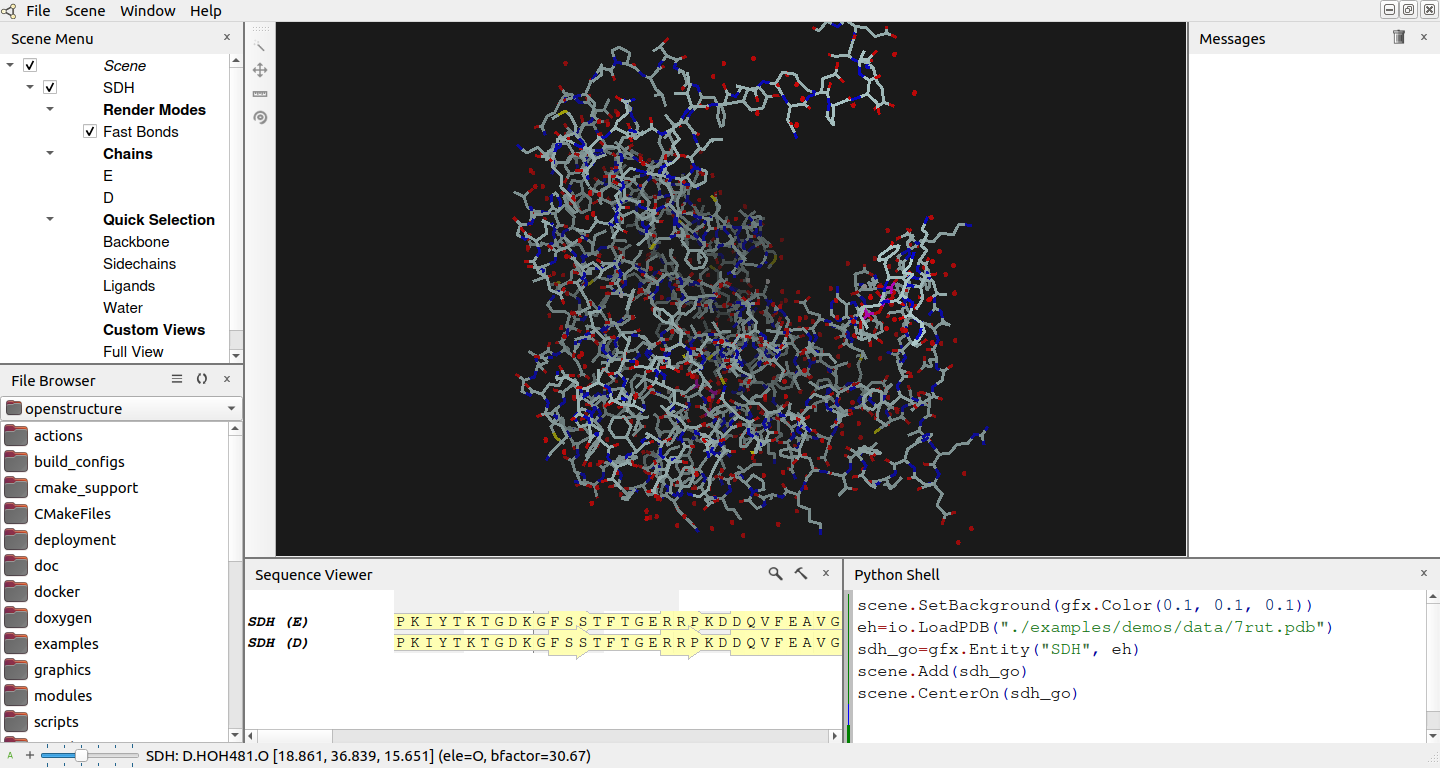 File Scene Window Help
Scene Menu
Scene
SDH
Render Modes
Fast Bonds
Chains
E
D
Quick Selection
Backbone
Sidechains
Ligands
Water
Custom Views
Full View
File Browser
openstructure
actions
build_configs
cmake_support
CMakeFiles
deployment
doc
docker
doxygen
examples
graphics
modules
scripts
Messages
Sequence Viewer
SDH (E) PKIYTKTGDKGFSSTFTGERRPKDDQVFEAVG
SDH (D) PKIYTKTGDKGFSSTFTGERRPKDDQVFEAVG
Python Shell
scene.SetBackground(gfx.Color(0.1, 0.1, 0.1))
eh=io.LoadPDB("./examples/demos/data/7rut.pdb")
sdh_go=gfx.Entity("SDH", eh)
scene.Add(sdh_go)
scene.CenterOn(sdh_go)
A SDH: D.HOH481.O [18.861, 36.839, 15.651] (ele=O, bfactor=30.67)